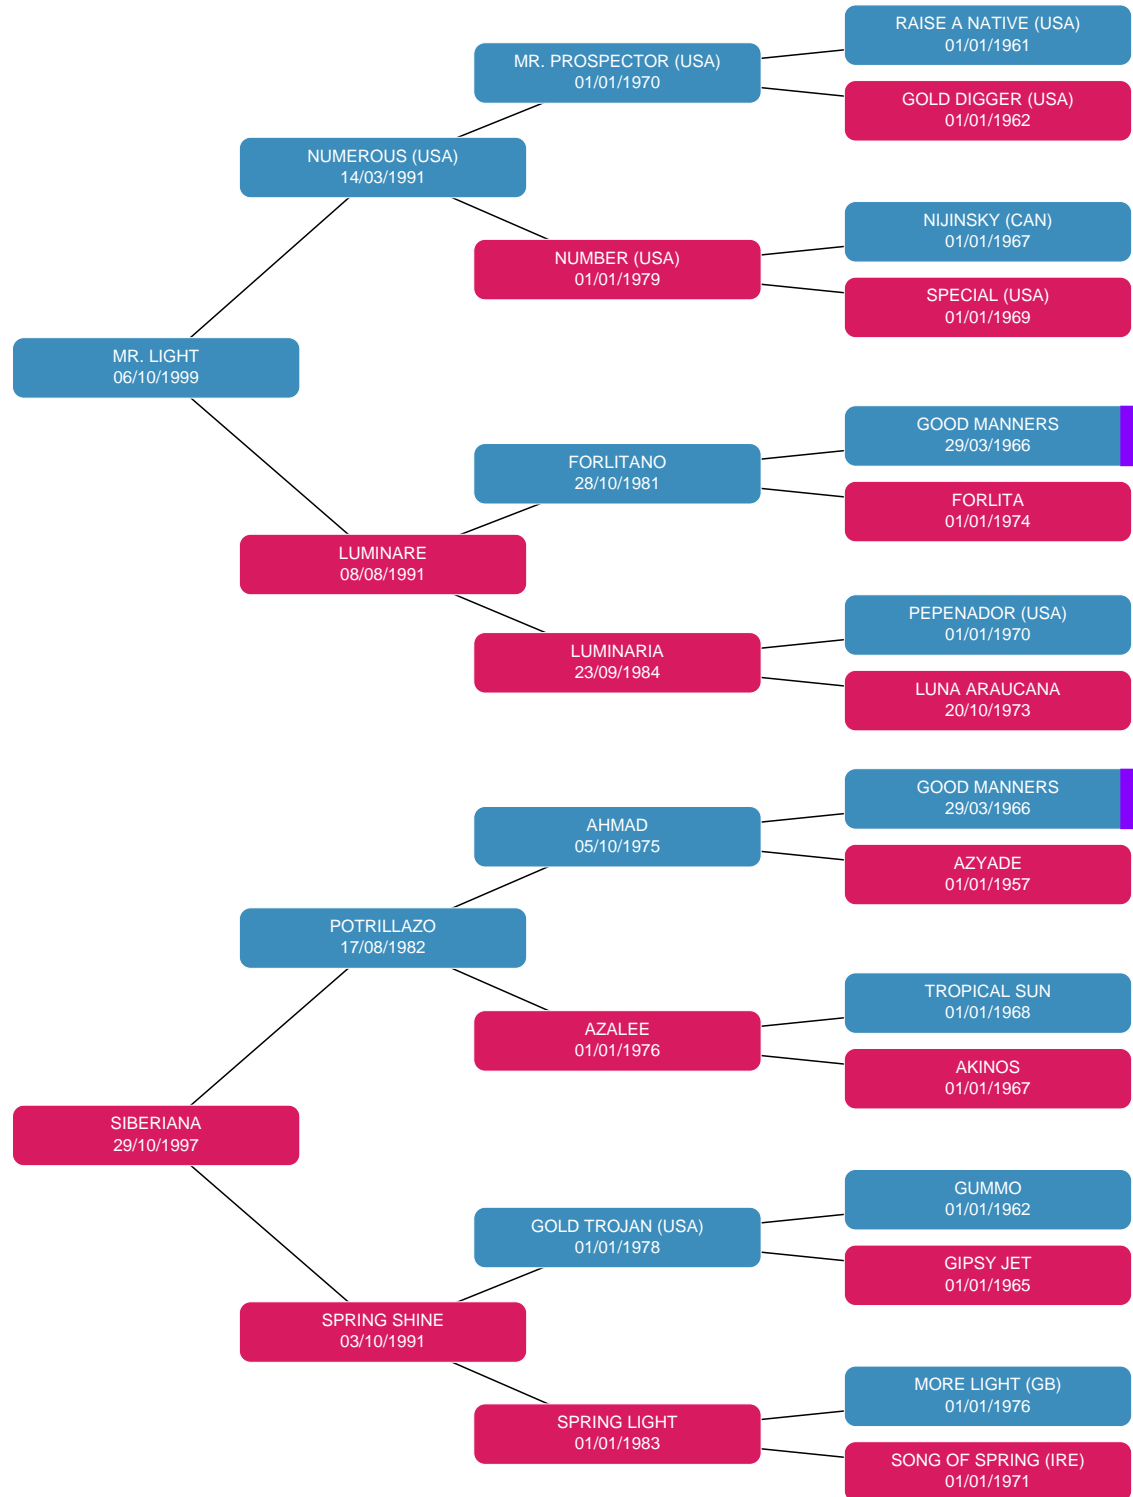 RAISE A NATIVE (USA)
01/01/1961
MR. PROSPECTOR (USA)
01/01/1970
GOLD DIGGER (USA)
01/01/1962
NUMEROUS (USA)
14/03/1991
NIJINSKY (CAN)
01/01/1967
NUMBER (USA)
01/01/1979
SPECIAL (USA)
01/01/1969
MR. LIGHT
06/10/1999
GOOD MANNERS
29/03/1966
FORLITANO
28/10/1981
FORLITA
01/01/1974
LUMINARE
08/08/1991
PEPENADOR (USA)
01/01/1970
LUMINARIA
23/09/1984
LUNA ARAUCANA
20/10/1973
GOOD MANNERS
29/03/1966
AHMAD
05/10/1975
AZYADE
01/01/1957
POTRILLAZO
17/08/1982
TROPICAL SUN
01/01/1968
AZALEE
01/01/1976
AKINOS
01/01/1967
SIBERIANA
29/10/1997
GUMMO
01/01/1962
GOLD TROJAN (USA)
01/01/1978
GIPSY JET
01/01/1965
SPRING SHINE
03/10/1991
MORE LIGHT (GB)
01/01/1976
SPRING LIGHT
01/01/1983
SONG OF SPRING (IRE)
01/01/1971